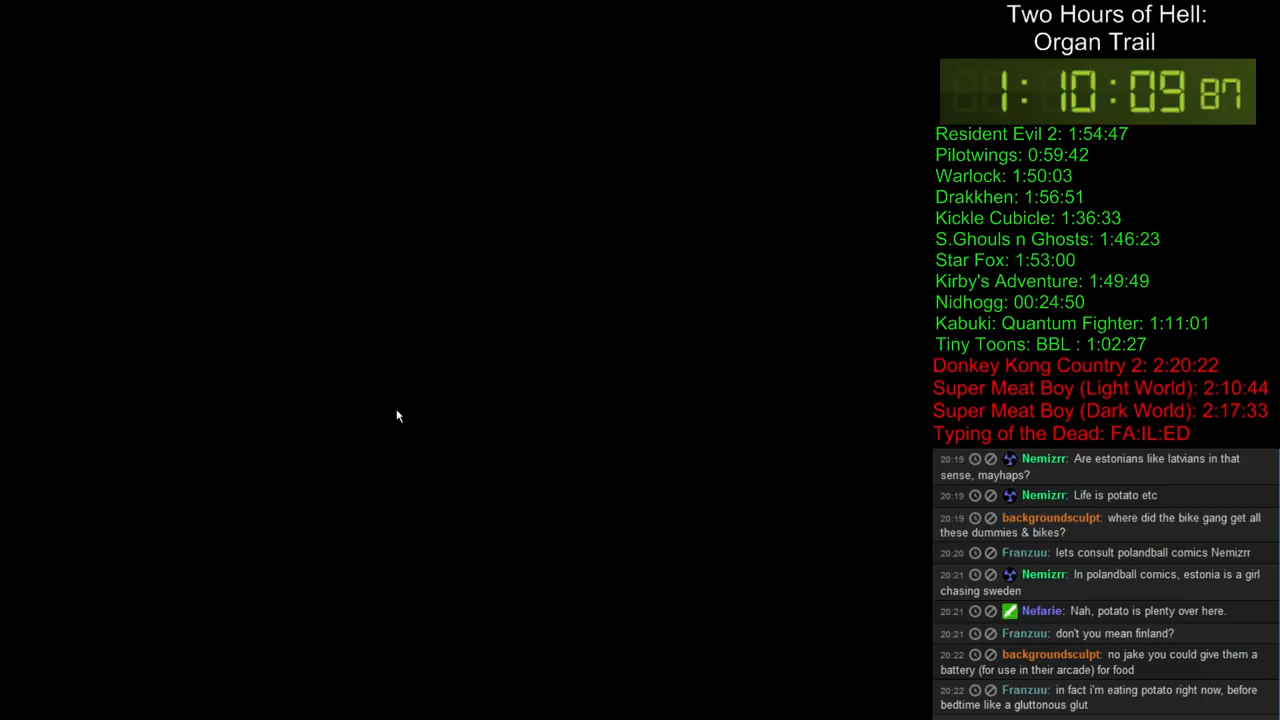 Two Hours of Hell:
Organ Trail
1:10:09 87
Resident Evil 2: 1:54:47
Pilotwings: 0:59:42
Warlock: 1:50:03
Drakkhen: 1:56:51
Kickle Cubicle: 1:36:33
S.Ghouls n Ghosts: 1:46:23
Star Fox: 1:53:00
Kirby's Adventure: 1:49:49
Nidhogg: 00:24:50
Kabuki: Quantum Fighter: 1:11:01
Tiny Toons: BBL : 1:02:27
Donkey Kong Country 2: 2:20:22
Super Meat Boy (Light World): 2:10:44
Super Meat Boy (Dark World): 2:17:33
Typing of the Dead: FA:IL:ED
20:19 Nemizrr: Are estonians like latvians in that
sense, mayhaps?
20:19 Nemizrr: Life is potato etc
20:19 backgroundsculpt: where did the bike gang get all
these dummies & bikes?
20:20 Franzuu: lets consult polandball comics Nemizrr
20:21 Nemizrr: In polandball comics, estonia is a girl
chasing sweden
20:21 Nefarie: Nah, potato is plenty over here.
20:21 Franzuu: don't you mean finland?
20:22 backgroundsculpt: no jake you could give them a
battery (for use in their arcade) for food
20:22 Franzuu: in fact i'm eating potato right now, before
bedtime like a gluttonous glut